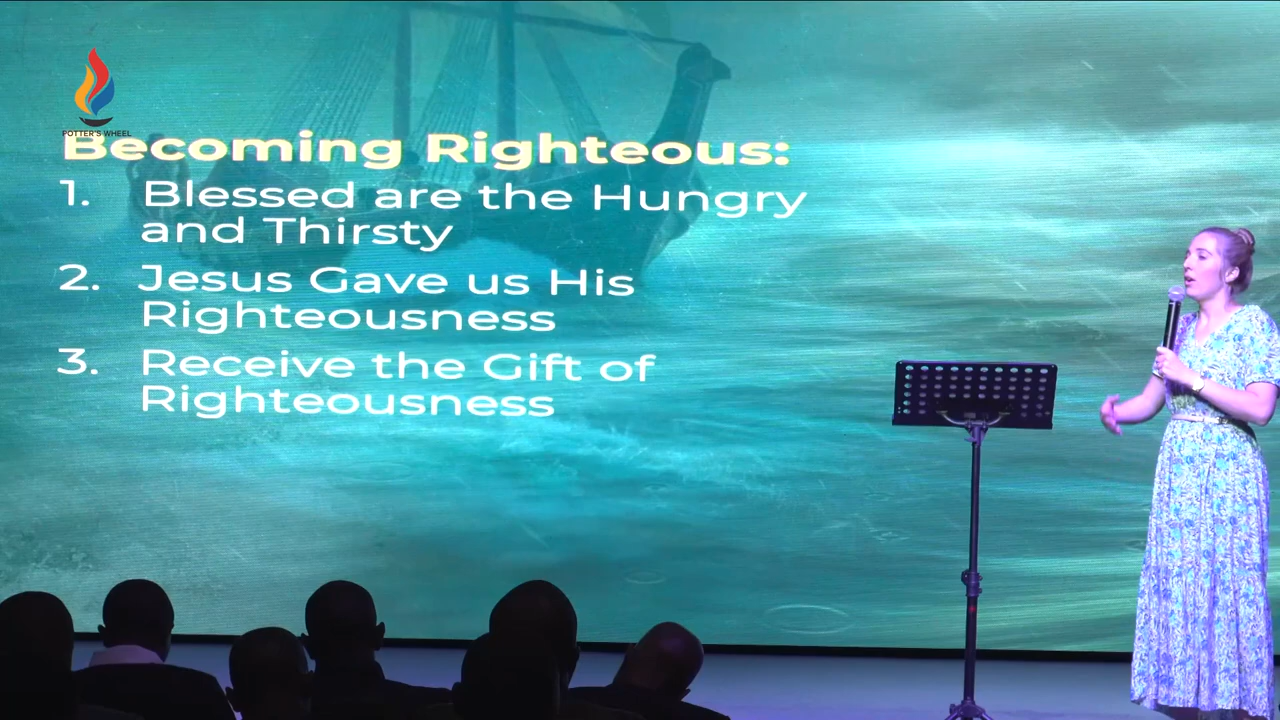 POTTER'S WHEEL
Becoming Righteous:
1. Blessed are the Hungry
and Thirsty
2. Jesus Gave us His
Righteousness
3. Receive the Gift of
Righteousness